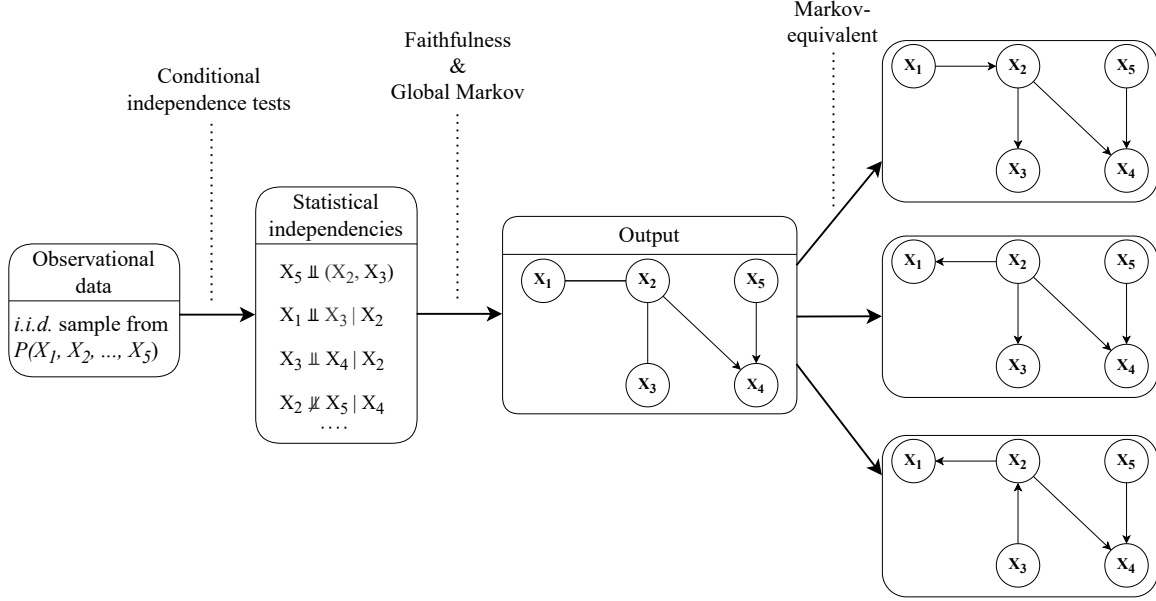 Conditional
independence tests
Faithfulness
&
Global Markov
Markov-
equivalent
Observational
data
i.i.d. sample from
P(X₁, X₂, ..., X₅)
Statistical
independencies
X₅ ⫫ (X₂, X₃)
X₁ ⫫ X₃ | X₂
X₃ ⫫ X₄ | X₂
X₂ ⫫̸ X₅ | X₄
....
Output
X₁ X₂ X₅
X₃ X₄
X₁ X₂ X₅
X₃ X₄
X₁ X₂ X₅
X₃ X₄
X₁ X₂ X₅
X₃ X₄